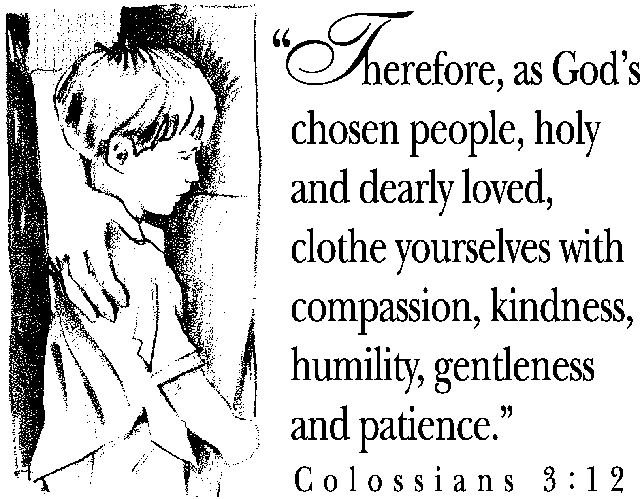 “Therefore, as God’s
chosen people, holy
and dearly loved,
clothe yourselves with
compassion, kindness,
humility, gentleness
and patience.”
Colossians 3:12